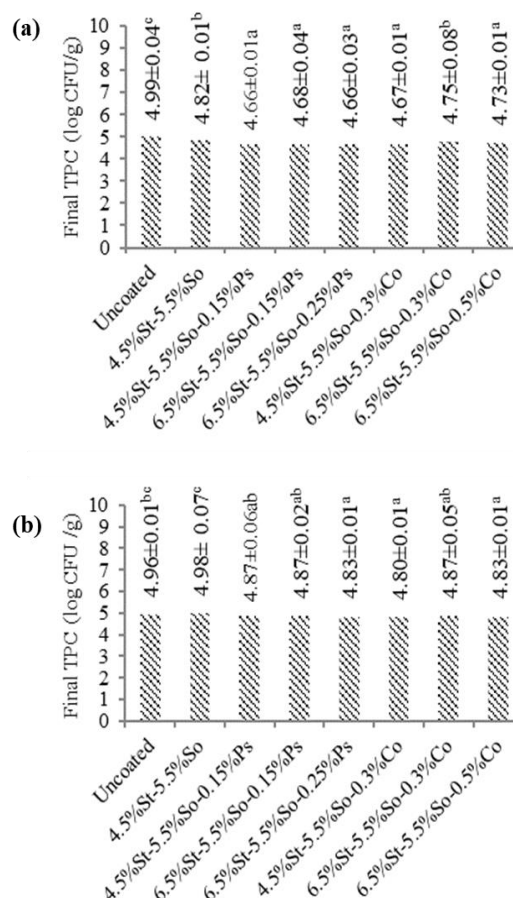 (a)
Final TPC (log CFU/g)
10
9
8
7
6
5
4
3
2
1
0
4.99±0.04ᶜ
4.82± 0.01ᵇ
4.66±0.01a
4.68±0.04ᵃ
4.66±0.03ᵃ
4.67±0.01ᵃ
4.75±0.08ᵇ
4.73±0.01ᵃ
Uncoated
4.5%St-5.5%So
4.5%St-5.5%So-0.15%Ps
6.5%St-5.5%So-0.15%Ps
6.5%St-5.5%So-0.25%Ps
4.5%St-5.5%So-0.3%Co
6.5%St-5.5%So-0.3%Co
6.5%St-5.5%So-0.5%Co
(b)
Final TPC (log CFU /g)
10
9
8
7
6
5
4
3
2
1
0
4.96±0.01ᵇᶜ
4.98± 0.07ᶜ
4.87±0.06ab
4.87±0.02ᵃᵇ
4.83±0.01ᵃ
4.80±0.01ᵃ
4.87±0.05ᵃᵇ
4.83±0.01ᵃ
Uncoated
4.5%St-5.5%So
4.5%St-5.5%So-0.15%Ps
6.5%St-5.5%So-0.15%Ps
6.5%St-5.5%So-0.25%Ps
4.5%St-5.5%So-0.3%Co
6.5%St-5.5%So-0.3%Co
6.5%St-5.5%So-0.5%Co